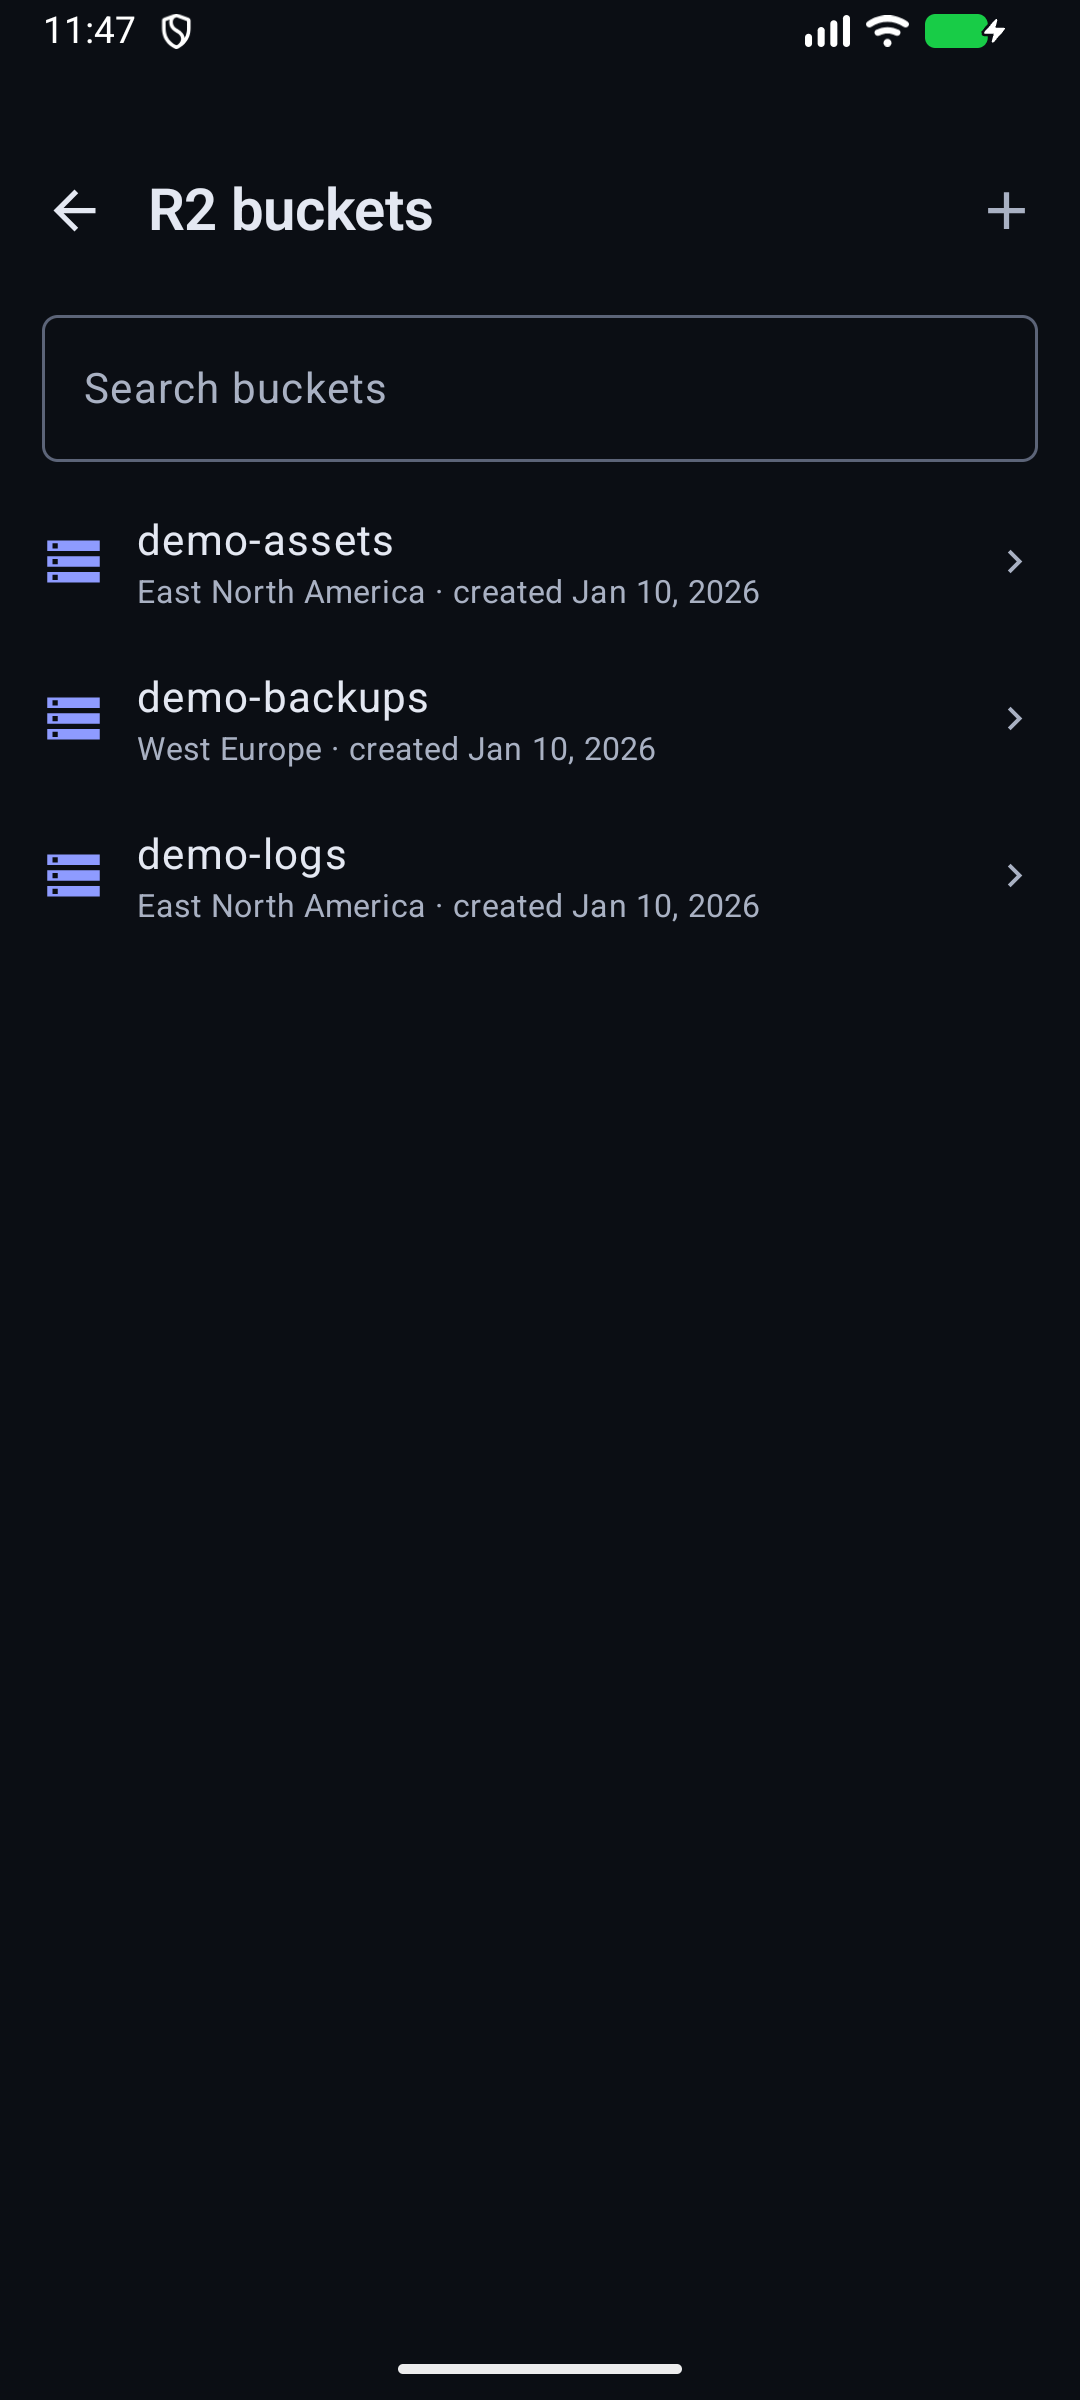 11:47
R2 buckets
Search buckets
demo-assets
East North America · created Jan 10, 2026
demo-backups
West Europe · created Jan 10, 2026
demo-logs
East North America · created Jan 10, 2026